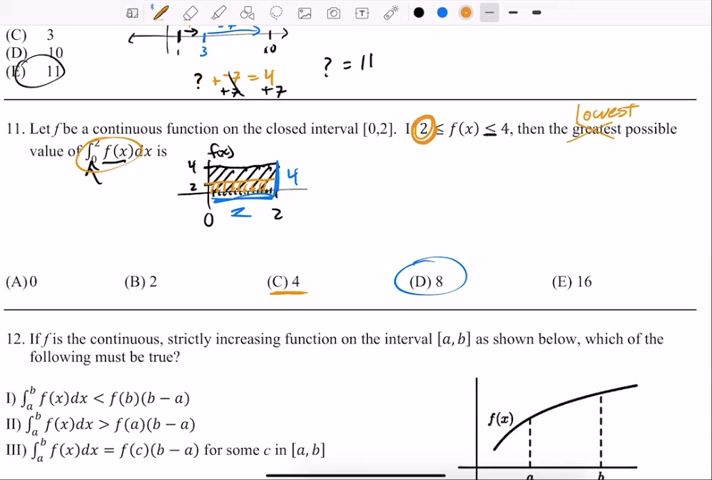 (C) 3
(D) 10
(E) 11
1 3 10
? + -7 = 4
+7 +7
? = 11
lowest
11. Let f be a continuous function on the closed interval [0,2]. If 2 ≤ f(x) ≤ 4, then the greatest possible
value of ∫₀² f(x)dx is
f(x)
4
2
4
0 2 2
(A) 0 (B) 2 (C) 4 (D) 8 (E) 16
12. If f is the continuous, strictly increasing function on the interval [a, b] as shown below, which of the
following must be true?
I) ∫ₐᵇ f(x)dx < f(b)(b − a)
II) ∫ₐᵇ f(x)dx > f(a)(b − a)
III) ∫ₐᵇ f(x)dx = f(c)(b − a) for some c in [a, b]
f(x)
a b